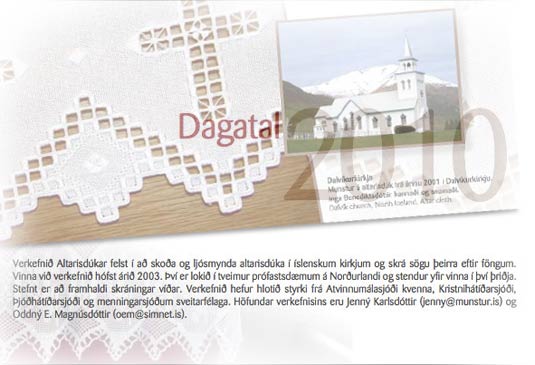 Dagatal
2010
Dalvíkurkirkja
Munstur á altarisdúk frá árinu 2001 í Dalvíkurkirkju.
Inga Benediktsdóttir hannaði og saumaði.
Dalvík church, North Iceland. Altar cloth
Verkefnið Altarisdúkar felst í að skoða og ljósmynda altarisdúka í íslenskum kirkjum og skrá sögu þeirra eftir föngum.
Vinna við verkefnið hófst árið 2003. Því er lokið í tveimur prófastsdæmum á Norðurlandi og stendur yfir vinna í því þriðja.
Stefnt er að framhaldi skráningar víðar. Verkefnið hefur hlotið styrki frá Atvinnumálasjóði kvenna, Kristnihátíðarsjóði,
Þjóðhátíðarsjóði og menningarsjóðum sveitarfélaga. Höfundar verkefnisins eru Jenný Karlsdóttir (jenny@munstur.is) og
Oddný E. Magnúsdóttir (oem@simnet.is).